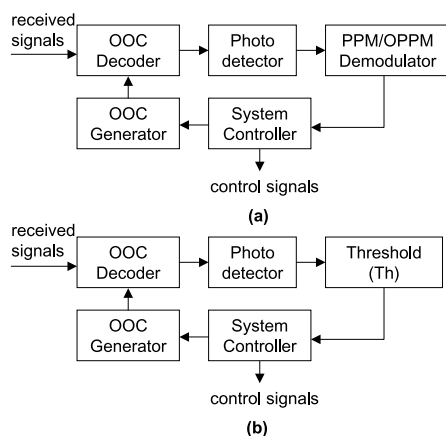 received
signals
OOC
Decoder
Photo
detector
PPM/OPPM
Demodulator
OOC
Generator
System
Controller
control signals
(a)
received
signals
OOC
Decoder
Photo
detector
Threshold
(Th)
OOC
Generator
System
Controller
control signals
(b)